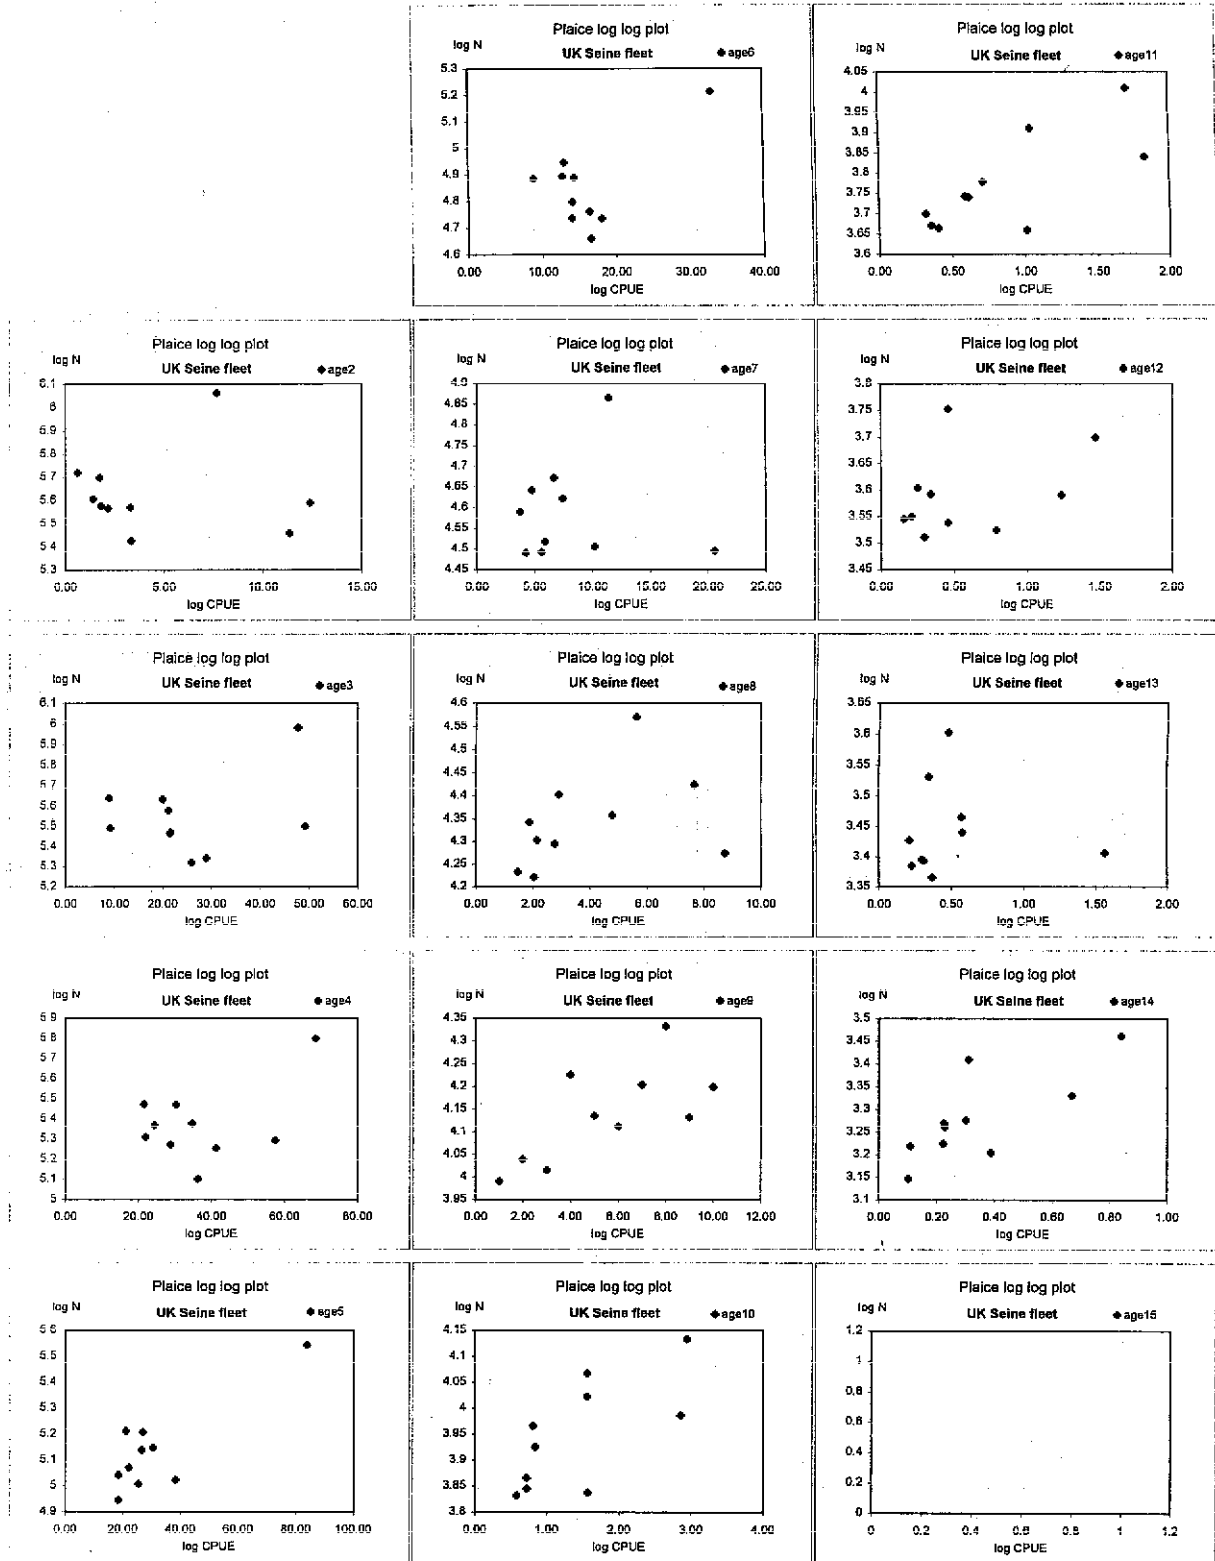 Plaice log log plot
log N
UK Seine fleet
age6
5.3
5.2
5.1
5
4.9
4.8
4.7
4.6
0.00 10.00 20.00 30.00 40.00
log CPUE
Plaice log log plot
log N
UK Seine fleet
age11
4.05
4
3.95
3.9
3.85
3.8
3.75
3.7
3.65
3.6
0.00 0.50 1.00 1.50 2.00
log CPUE
Plaice log log plot
log N
UK Seine fleet
age2
6.1
6
5.9
5.8
5.7
5.6
5.5
5.4
5.3
0.00 5.00 10.00 15.00
log CPUE
Plaice log log plot
log N
UK Seine fleet
age7
4.9
4.85
4.8
4.75
4.7
4.65
4.6
4.55
4.5
4.45
0.00 5.00 10.00 15.00 20.00 25.00
log CPUE
Plaice log log plot
log N
UK Seine fleet
age12
3.8
3.75
3.7
3.65
3.6
3.55
3.5
3.45
0.00 0.50 1.00 1.50 2.00
log CPUE
Plaice log log plot
log N
UK Seine fleet
age3
6.1
6
5.9
5.8
5.7
5.6
5.5
5.4
5.3
5.2
0.00 10.00 20.00 30.00 40.00 50.00 60.00
log CPUE
Plaice log log plot
log N
UK Seine fleet
age8
4.6
4.55
4.5
4.45
4.4
4.35
4.3
4.25
4.2
0.00 2.00 4.00 6.00 8.00 10.00
log CPUE
Plaice log log plot
log N
UK Seine fleet
age13
3.65
3.6
3.55
3.5
3.45
3.4
3.35
0.00 0.50 1.00 1.50 2.00
log CPUE
Plaice log log plot
log N
UK Seine fleet
age4
5.9
5.8
5.7
5.6
5.5
5.4
5.3
5.2
5.1
5
0.00 20.00 40.00 60.00 80.00
log CPUE
Plaice log log plot
log N
UK Seine fleet
age9
4.35
4.3
4.25
4.2
4.15
4.1
4.05
4
3.95
0.00 2.00 4.00 6.00 8.00 10.00 12.00
log CPUE
Plaice log log plot
log N
UK Seine fleet
age14
3.5
3.45
3.4
3.35
3.3
3.25
3.2
3.15
3.1
0.00 0.20 0.40 0.60 0.80 1.00
log CPUE
Plaice log log plot
log N
UK Seine fleet
age5
5.6
5.5
5.4
5.3
5.2
5.1
5
4.9
0.00 20.00 40.00 60.00 80.00 100.00
log CPUE
Plaice log log plot
log N
UK Seine fleet
age10
4.15
4.1
4.05
4
3.95
3.9
3.85
3.8
0.00 1.00 2.00 3.00 4.00
log CPUE
Plaice log log plot
log N
UK Seine fleet
age15
1.2
1
0.8
0.6
0.4
0.2
0
0 0.2 0.4 0.6 0.8 1 1.2
log CPUE